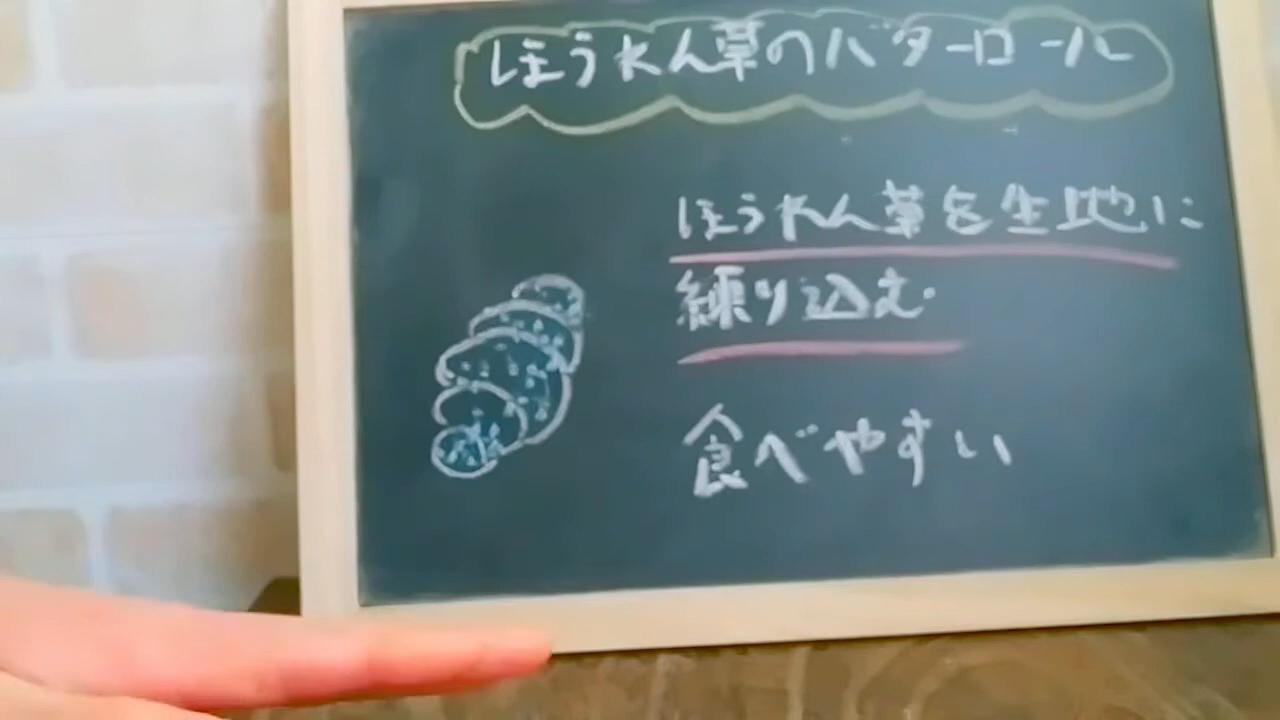 ほうれん草のバターロール
ほうれん草を生地に
練り込む
食べやすい